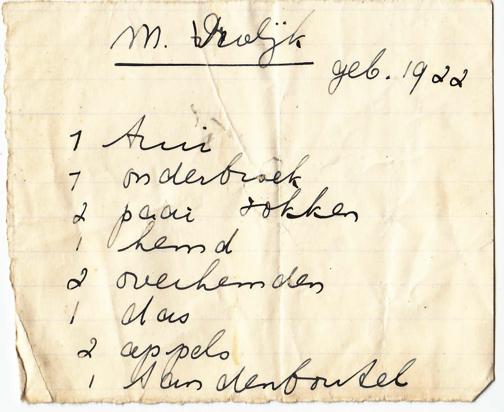 M. Vrolijk
geb. 1922
1 trui
1 onderbroek
2 paar sokken
1 hemd
2 overhemden
1 das
2 appels
1 tandenborstel